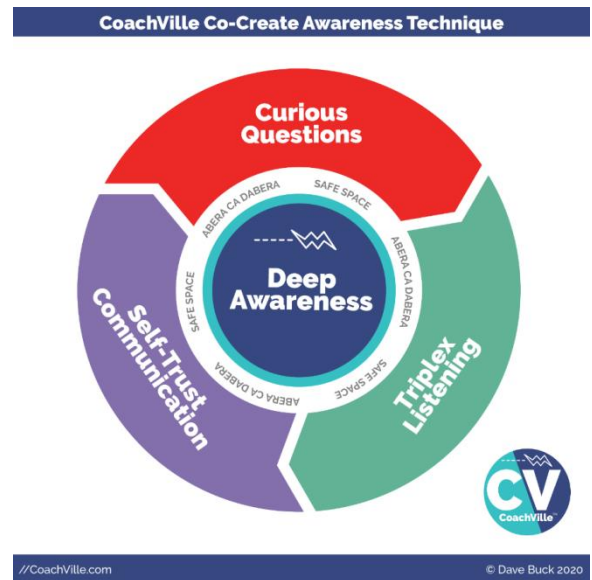 CoachVille Co-Create Awareness Technique
Curious
Questions
ABERA CA DABERA
SAFE SPACE
ABERA CA DABERA
SAFE SPACE
ABERA CA DABERA
SAFE SPACE
Deep
Awareness
Triplex
Listening
Self-Trust
Communication
CV
CoachVille™
//CoachVille.com
© Dave Buck 2020